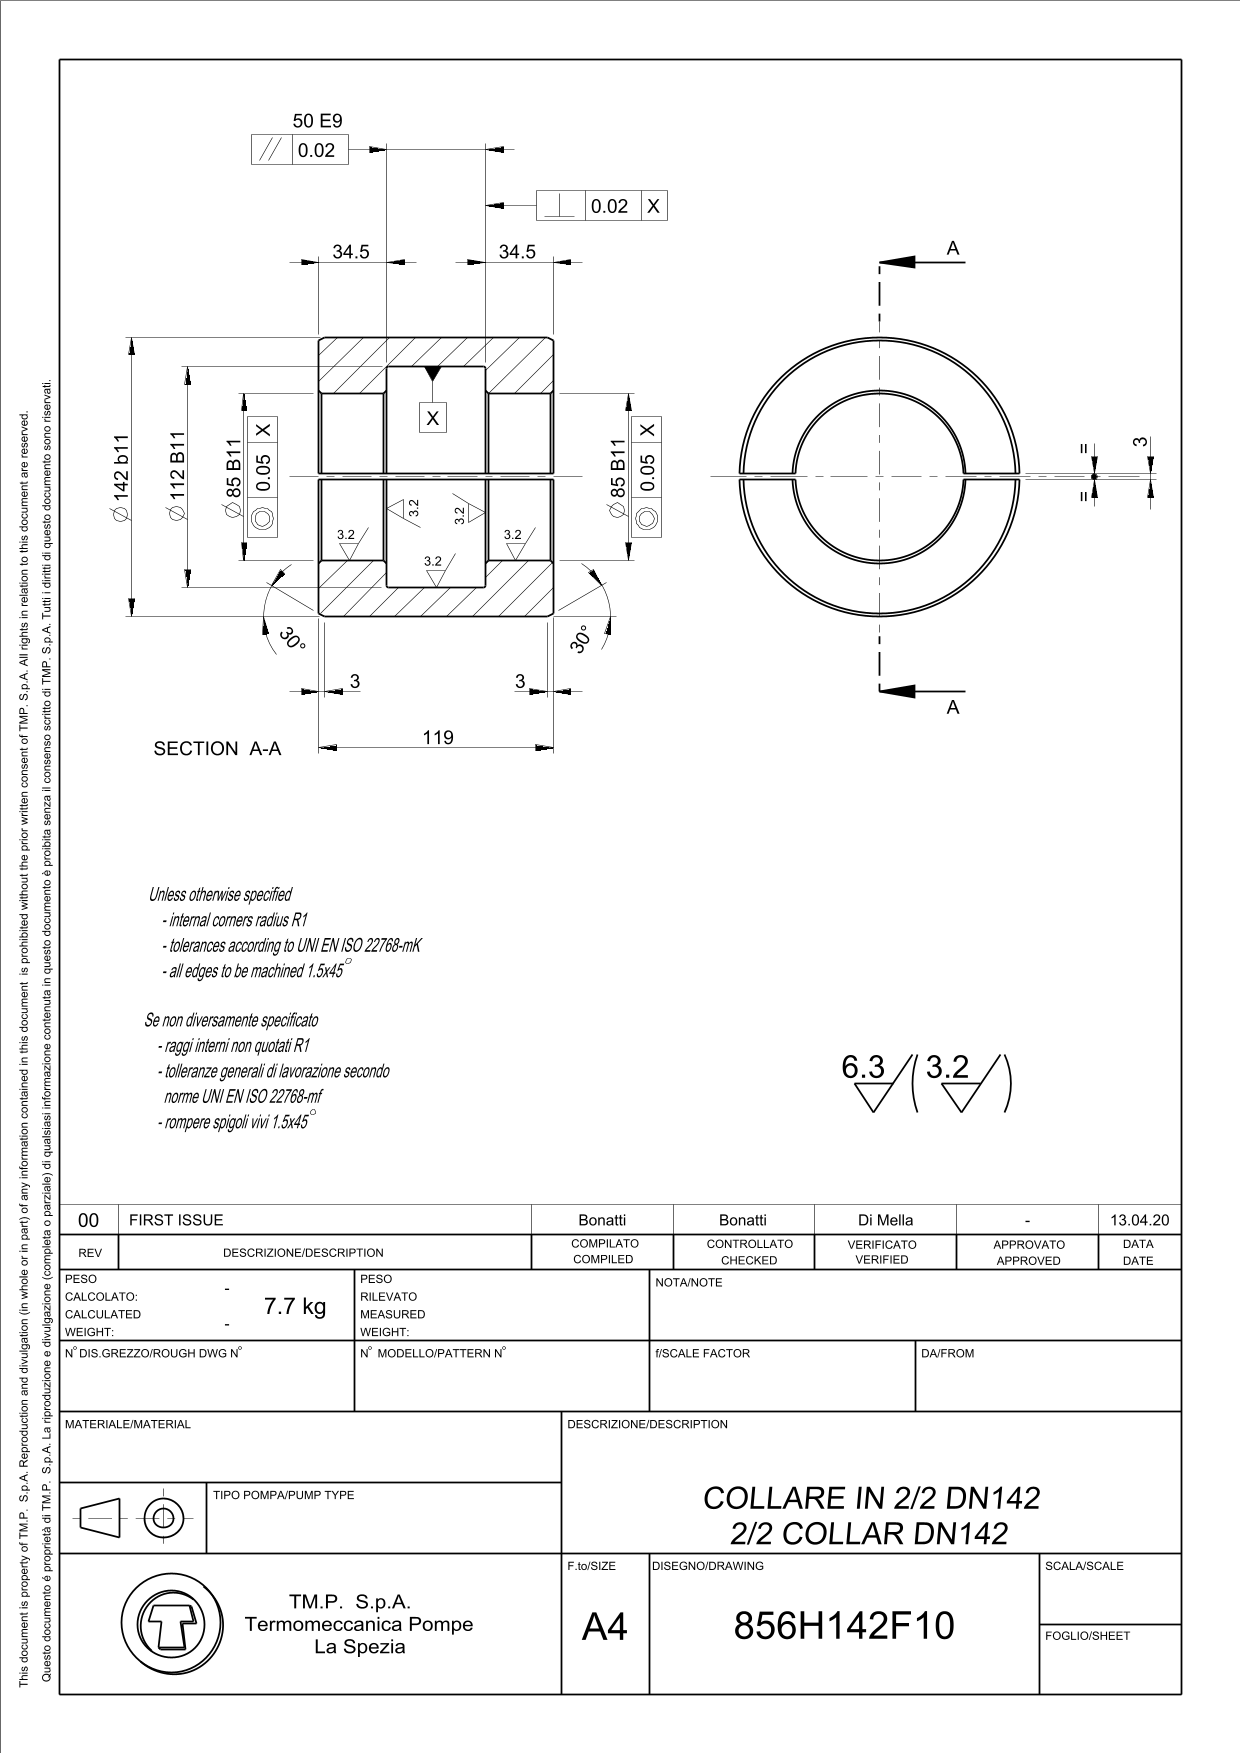 50 E9
// 0.02
⊥ 0.02 X
34.5
34.5
A
Ø 142 b11
Ø 112 B11
Ø 85 B11
◎ 0.05 X
X
Ø 85 B11
◎ 0.05 X
=
=
3
3.2
3.2
3.2
3.2
3.2
30°
30°
3
3
A
119
SECTION A-A
Unless otherwise specified
- internal corners radius R1
- tolerances according to UNI EN ISO 22768-mK
- all edges to be machined 1.5x45°
Se non diversamente specificato
- raggi interni non quotati R1
- tolleranze generali di lavorazione secondo
norme UNI EN ISO 22768-mf
- rompere spigoli vivi 1.5x45°
6.3 ( 3.2 )
00 FIRST ISSUE Bonatti Bonatti Di Mella - 13.04.20
REV DESCRIZIONE/DESCRIPTION
COMPILATO
COMPILED
CONTROLLATO
CHECKED
VERIFICATO
VERIFIED
APPROVATO
APPROVED
DATA
DATE
PESO
CALCOLATO: -
CALCULATED
WEIGHT: -
7.7 kg
PESO
RILEVATO
MEASURED
WEIGHT:
NOTA/NOTE
N° DIS.GREZZO/ROUGH DWG N°
N° MODELLO/PATTERN N°
f/SCALE FACTOR
DA/FROM
MATERIALE/MATERIAL
DESCRIZIONE/DESCRIPTION
COLLARE IN 2/2 DN142
2/2 COLLAR DN142
TIPO POMPA/PUMP TYPE
TM.P. S.p.A.
Termomeccanica Pompe
La Spezia
F.to/SIZE
A4
DISEGNO/DRAWING
856H142F10
SCALA/SCALE
FOGLIO/SHEET
This document is property of TM.P. S.p.A. Reproduction and divulgation (in whole or in part) of any information contained in this document is prohibited without the prior written consent of TMP. S.p.A. All rights in relation to this document are reserved.
Questo documento é proprietà di TM.P. S.p.A. La riproduzione e divulgazione (completa o parziale) di qualsiasi informazione contenuta in questo documento è proibita senza il consenso scritto di TMP. S.p.A. Tutti i diritti di questo documento sono riservati.